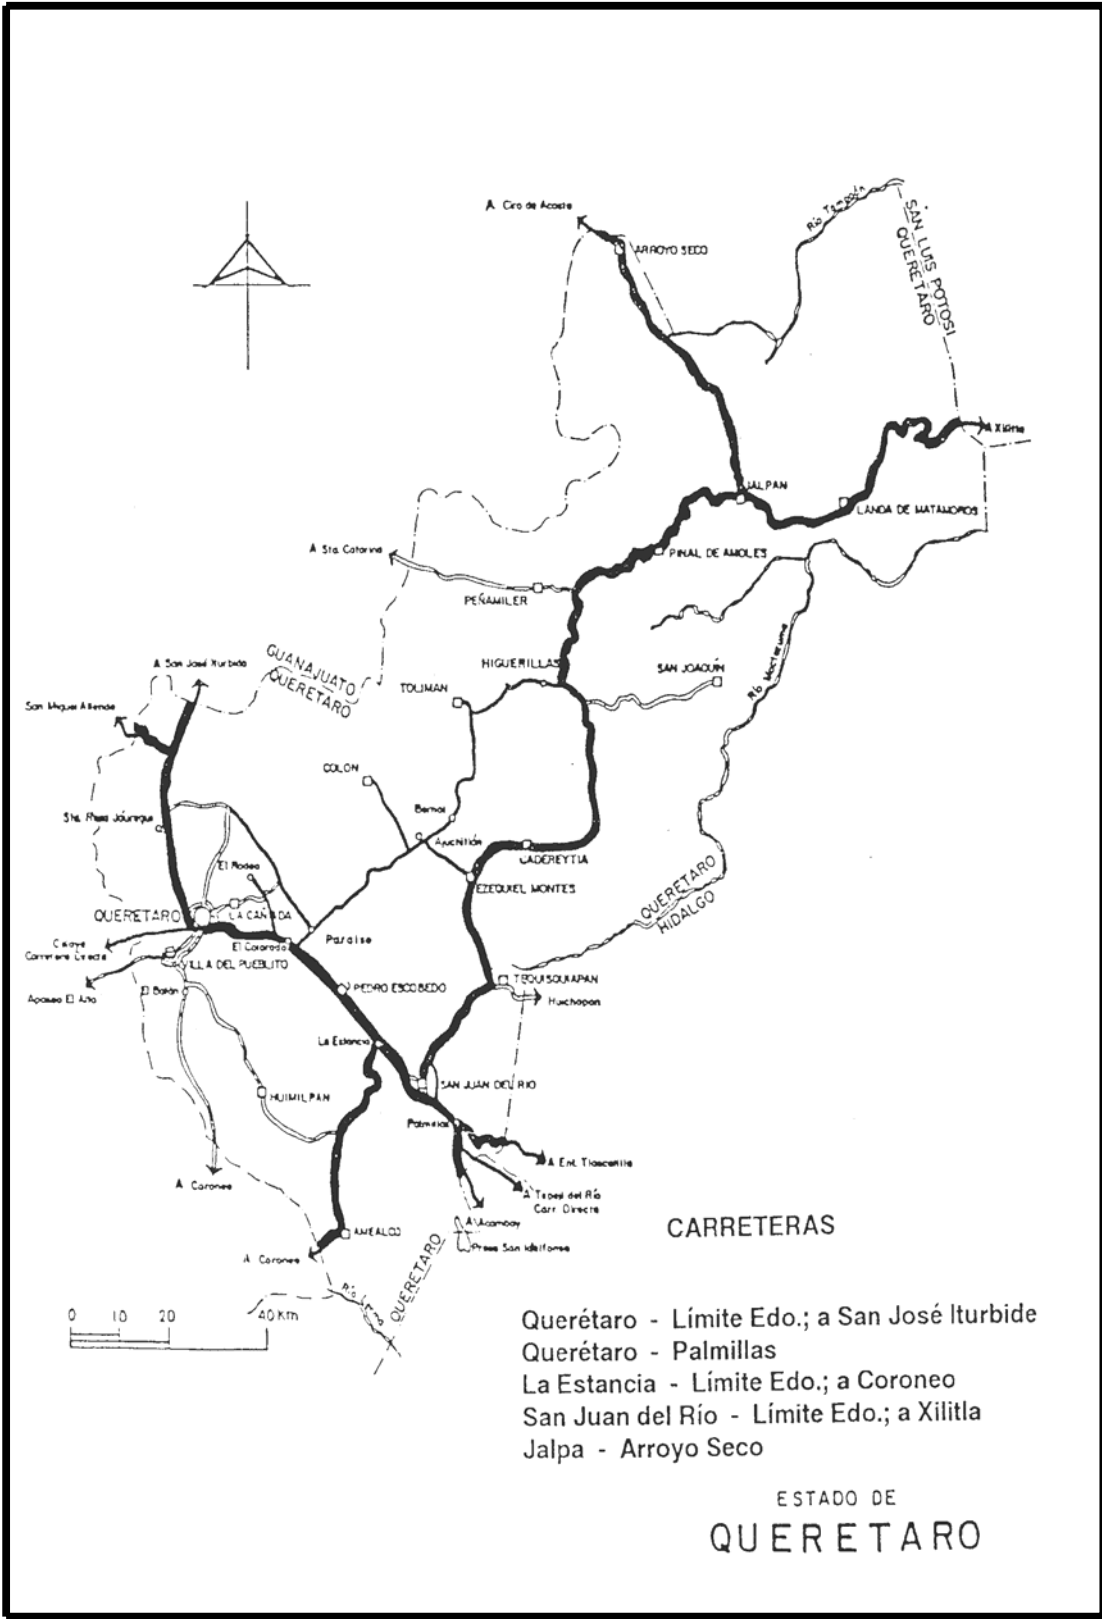 A. Ciro de Acosta
ARROYO SECO
SAN LUIS POTOSI
QUERETARO
A Xilitla
JALPAN
LANDA DE MATAMOROS
PINAL DE AMOLES
A Sta. Catarina
PEÑAMILER
Río Moctezuma
HIGUERILLAS
SAN JOAQUÍN
TOLIMAN
GUANAJUATO
QUERETARO
A San José Iturbide
San Miguel Allende
COLON
Bernal
Ajuchitlán
Sta. Rosa Jáuregui
CADEREYTA
EZEQUIEL MONTES
El Rodeo
QUERETARO
LA CAÑADA
QUERETARO
HIDALGO
Paraiso
El Colorado
Celaya
Carretera Directa
VILLA DEL PUEBLITO
TEQUISQUIAPAN
Huichapan
Apaseo El Alto
El Batán
PEDRO ESCOBEDO
La Estancia
SAN JUAN DEL RIO
HUIMILPAN
Palmillas
A Ent. Tlaxcalilla
A Coroneo
A Tepeji del Río
Carr. Directa
A Acambay
Presa San Idelfonso
AMEALCO
A Coroneo
QUERETARO
Río Lerma
0 10 20 40 Km
CARRETERAS
Querétaro - Límite Edo.; a San José Iturbide
Querétaro - Palmillas
La Estancia - Límite Edo.; a Coroneo
San Juan del Río - Límite Edo.; a Xilitla
Jalpa - Arroyo Seco
ESTADO DE
QUERETARO